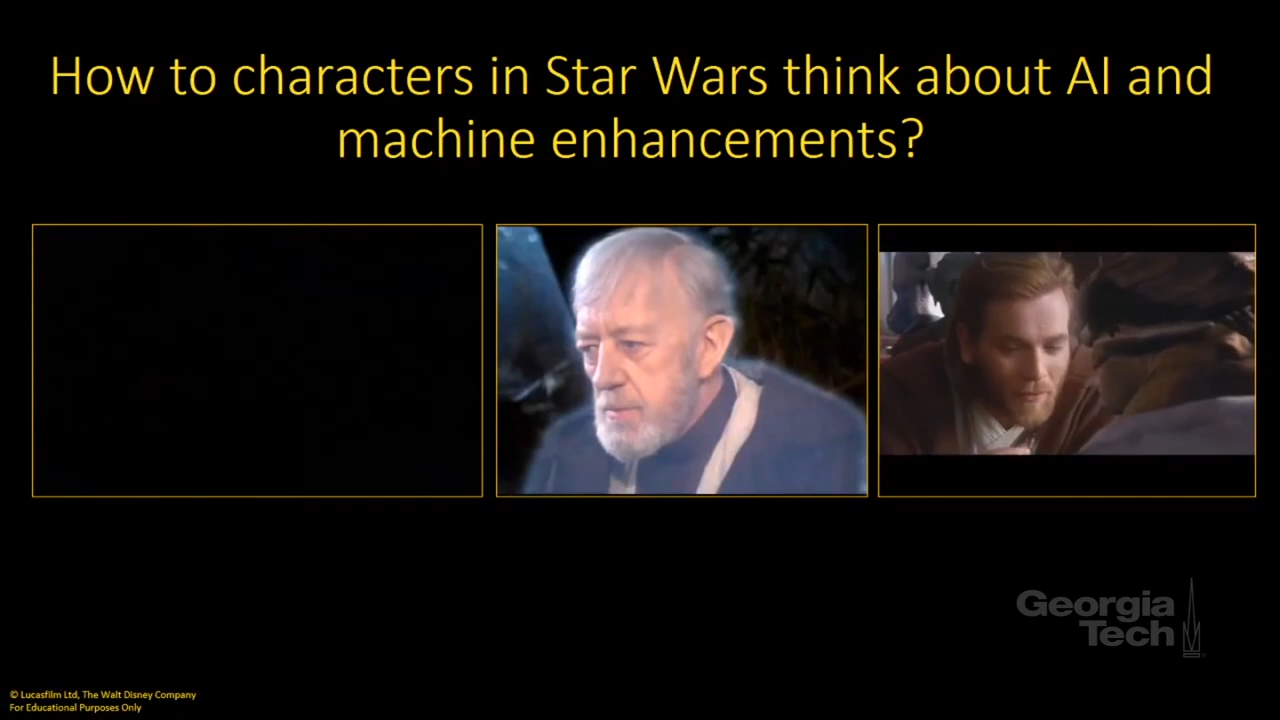 How to characters in Star Wars think about AI and
machine enhancements?
Georgia
Tech
© Lucasfilm Ltd, The Walt Disney Company
For Educational Purposes Only